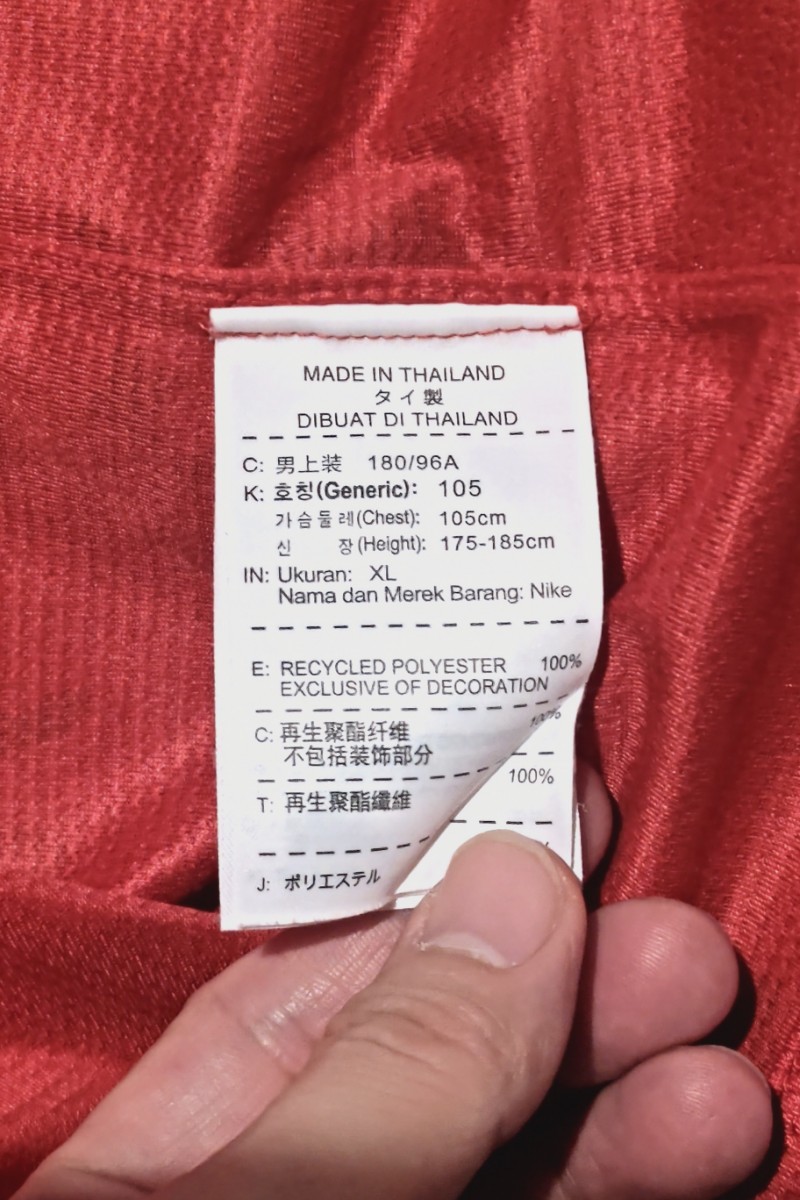 MADE IN THAILAND
タイ製
DIBUAT DI THAILAND
C: 男上装 180/96A
K: 호칭(Generic): 105
가슴둘레(Chest): 105cm
신 장(Height): 175-185cm
IN: Ukuran: XL
Nama dan Merek Barang: Nike
E: RECYCLED POLYESTER 100%
EXCLUSIVE OF DECORATION
C: 再生聚酯纤维 100%
不包括装饰部分
T: 再生聚酯纖維 100%
J: ポリエステル